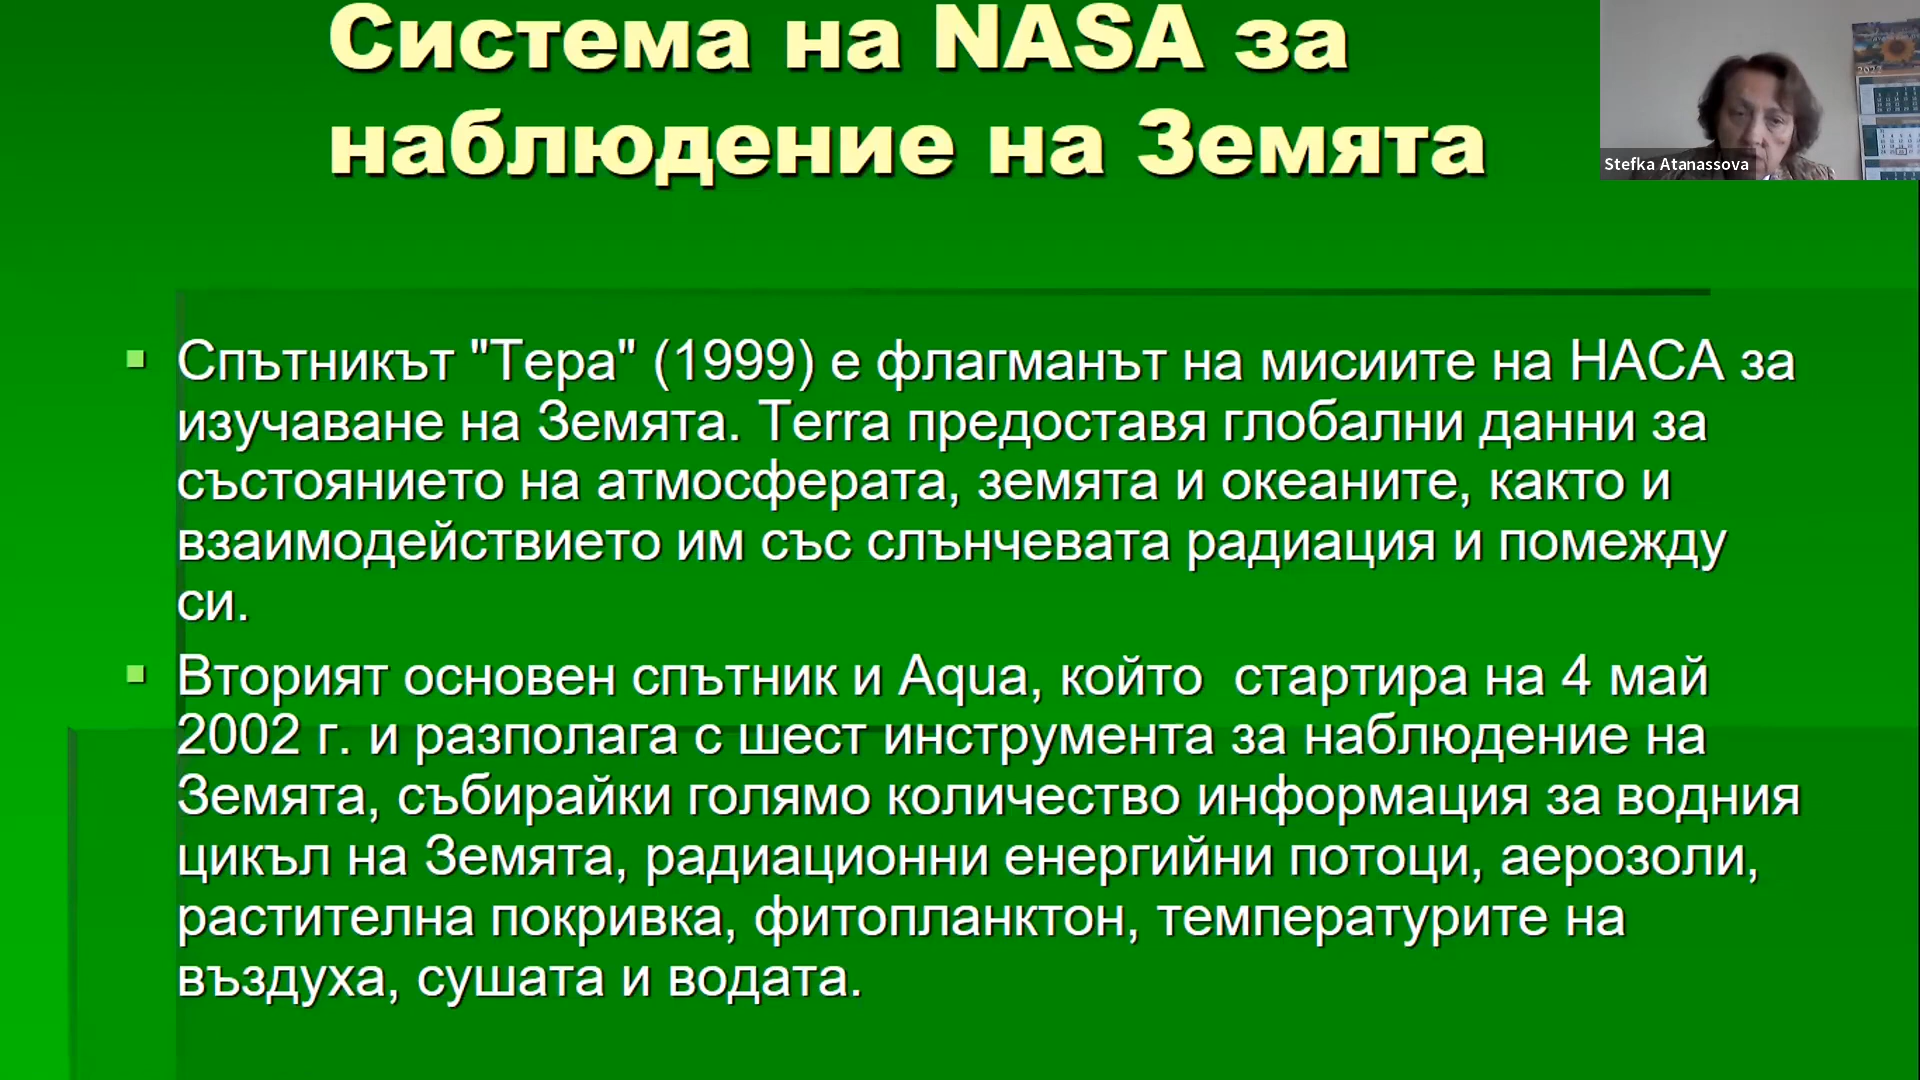 Система на NASA за
наблюдение на Земята
Stefka Atanassova
2022
Спътникът "Тера" (1999) е флагманът на мисиите на НАСА за
изучаване на Земята. Terra предоставя глобални данни за
състоянието на атмосферата, земята и океаните, както и
взаимодействието им със слънчевата радиация и помежду
си.
Вторият основен спътник и Aqua, който  стартира на 4 май
2002 г. и разполага с шест инструмента за наблюдение на
Земята, събирайки голямо количество информация за водния
цикъл на Земята, радиационни енергийни потоци, аерозоли,
растителна покривка, фитопланктон, температурите на
въздуха, сушата и водата.